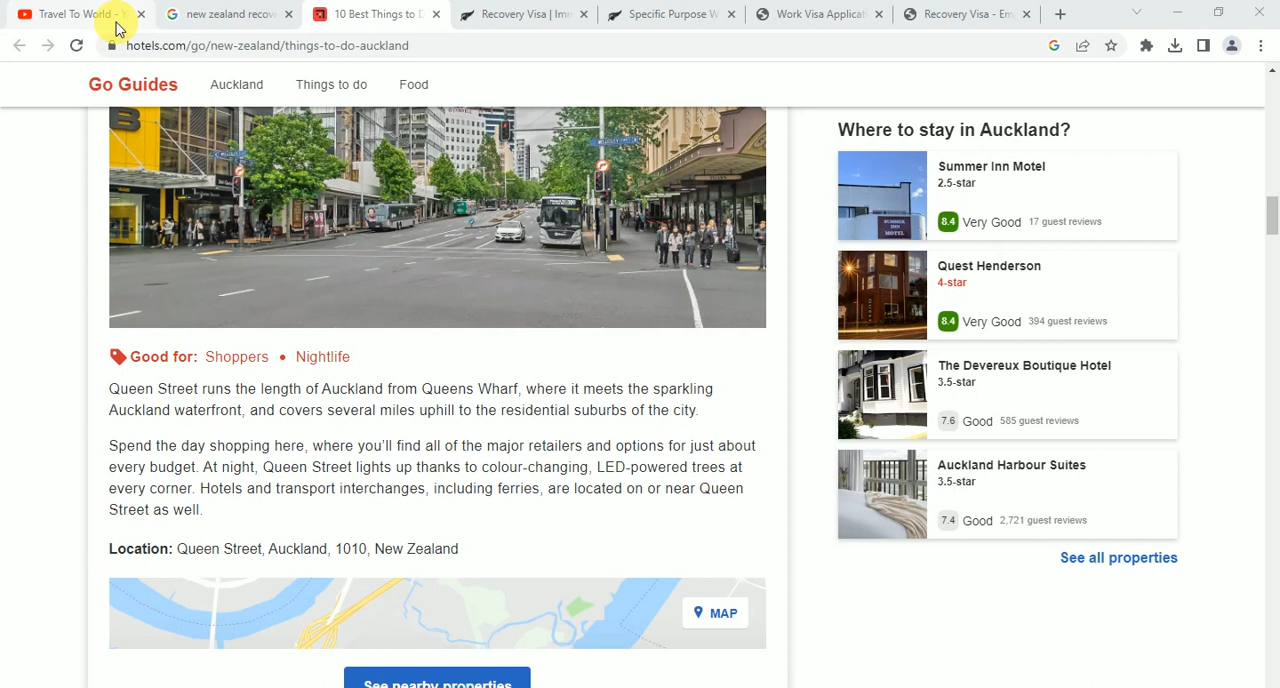 Travel To World - Y
new zealand recov
10 Best Things to D
Recovery Visa | Imm
Specific Purpose W
Work Visa Applicat
Recovery Visa - Em
hotels.com/go/new-zealand/things-to-do-auckland
Go Guides
Auckland
Things to do
Food
Good for: Shoppers • Nightlife
Queen Street runs the length of Auckland from Queens Wharf, where it meets the sparkling
Auckland waterfront, and covers several miles uphill to the residential suburbs of the city.
Spend the day shopping here, where you'll find all of the major retailers and options for just about
every budget. At night, Queen Street lights up thanks to colour-changing, LED-powered trees at
every corner. Hotels and transport interchanges, including ferries, are located on or near Queen
Street as well.
Location: Queen Street, Auckland, 1010, New Zealand
MAP
See nearby properties
Where to stay in Auckland?
Summer Inn Motel
2.5-star
8.4 Very Good 17 guest reviews
Quest Henderson
4-star
8.4 Very Good 394 guest reviews
The Devereux Boutique Hotel
3.5-star
7.6 Good 585 guest reviews
Auckland Harbour Suites
3.5-star
7.4 Good 2,721 guest reviews
See all properties